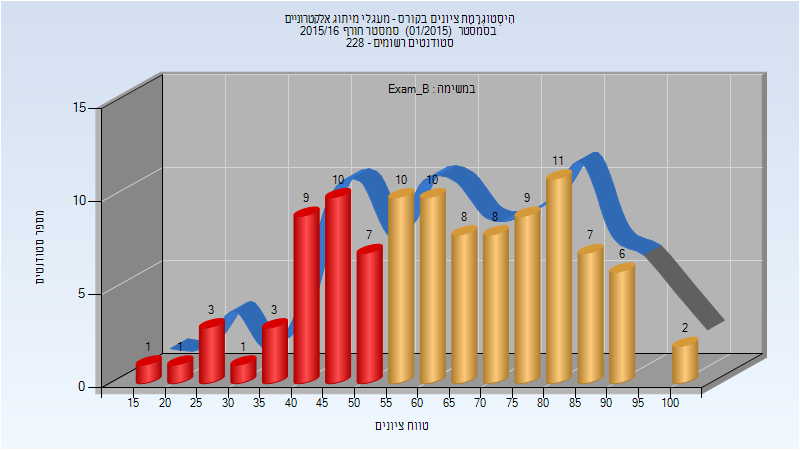 היסטוגרמת ציונים בקורס - מעגלי מיתוג אלקטרוניים
בסמסטר (01/2015) סמסטר חורף 2015/16
סטודנטים רשומים - 228
במשימה : Exam_B
מספר סטודנטים
15
10
5
0
1 1 3 1 3 9 10 7 10 10 8 8 9 11 7 6 2
15 20 25 30 35 40 45 50 55 60 65 70 75 80 85 90 95 100
טווח ציונים